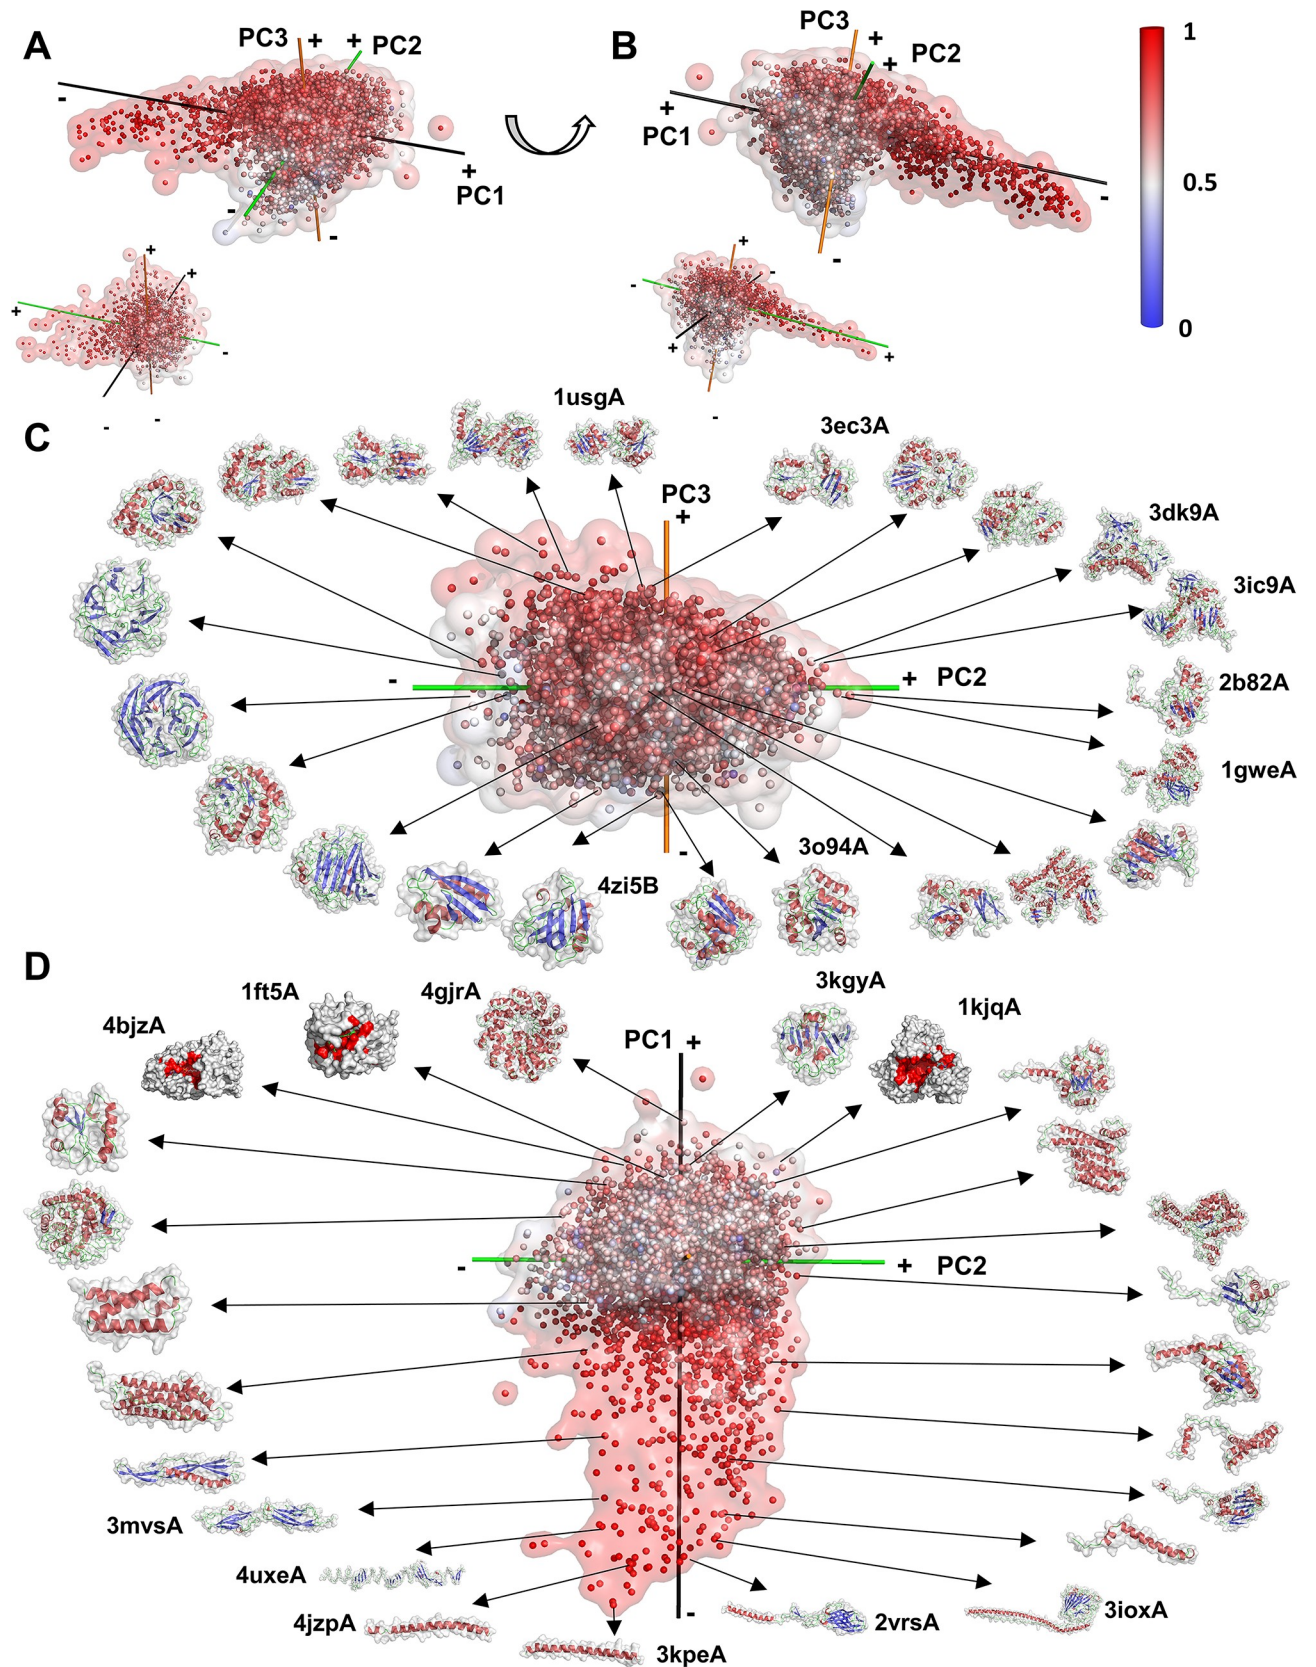 A
PC3 + + PC2
-
+
PC1
-
-
B
PC3
+
+ PC2
+
PC1
-
-
1
0.5
0
+
+
+
-
-
-
+
-
-
+
+
-
C
1usgA
3ec3A
3dk9A
3ic9A
2b82A
1gweA
PC3
+
- + PC2
-
4zi5B
3o94A
D
4bjzA
1ft5A
4gjrA
3kgyA
1kjqA
PC1 +
- + PC2
3mvsA
4uxeA
4jzpA
3kpeA
-
2vrsA
3ioxA